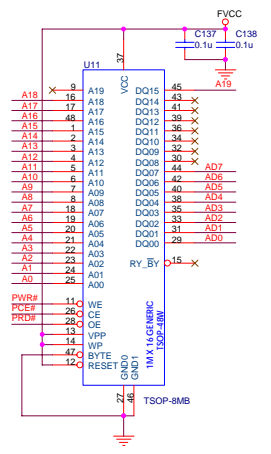 FVCC
C137
0.1u
C138
0.1u
37
U11
VCC
9 A19 DQ15 45 A19
A18 16 A18 DQ14 43
A17 17 A17 DQ13 41
A16 48 A16 DQ12 39
A15 1 A15 DQ11 36
A14 2 A14 DQ10 34
A13 3 A13 DQ09 32
A12 4 A12 DQ08 30
A11 5 A11 DQ07 44 AD7
A10 6 A10 DQ06 42 AD6
A9 7 A09 DQ05 40 AD5
A8 8 A08 DQ04 38 AD4
A7 18 A07 DQ03 35 AD3
A6 19 A06 DQ02 33 AD2
A5 20 A05 DQ01 31 AD1
A4 21 A04 DQ00 29 AD0
A3 22 A03
A2 23 A02 RY_BY 15
A1 24 A01
A0 25 A00
PWR# 11 WE
PCE# 26 CE
PRD# 28 OE
13 VPP
14 WP
47 BYTE
12 RESET
1M X 16 GENERIC
TSOP-48W
GND0
GND1
27
46
TSOP-8MB